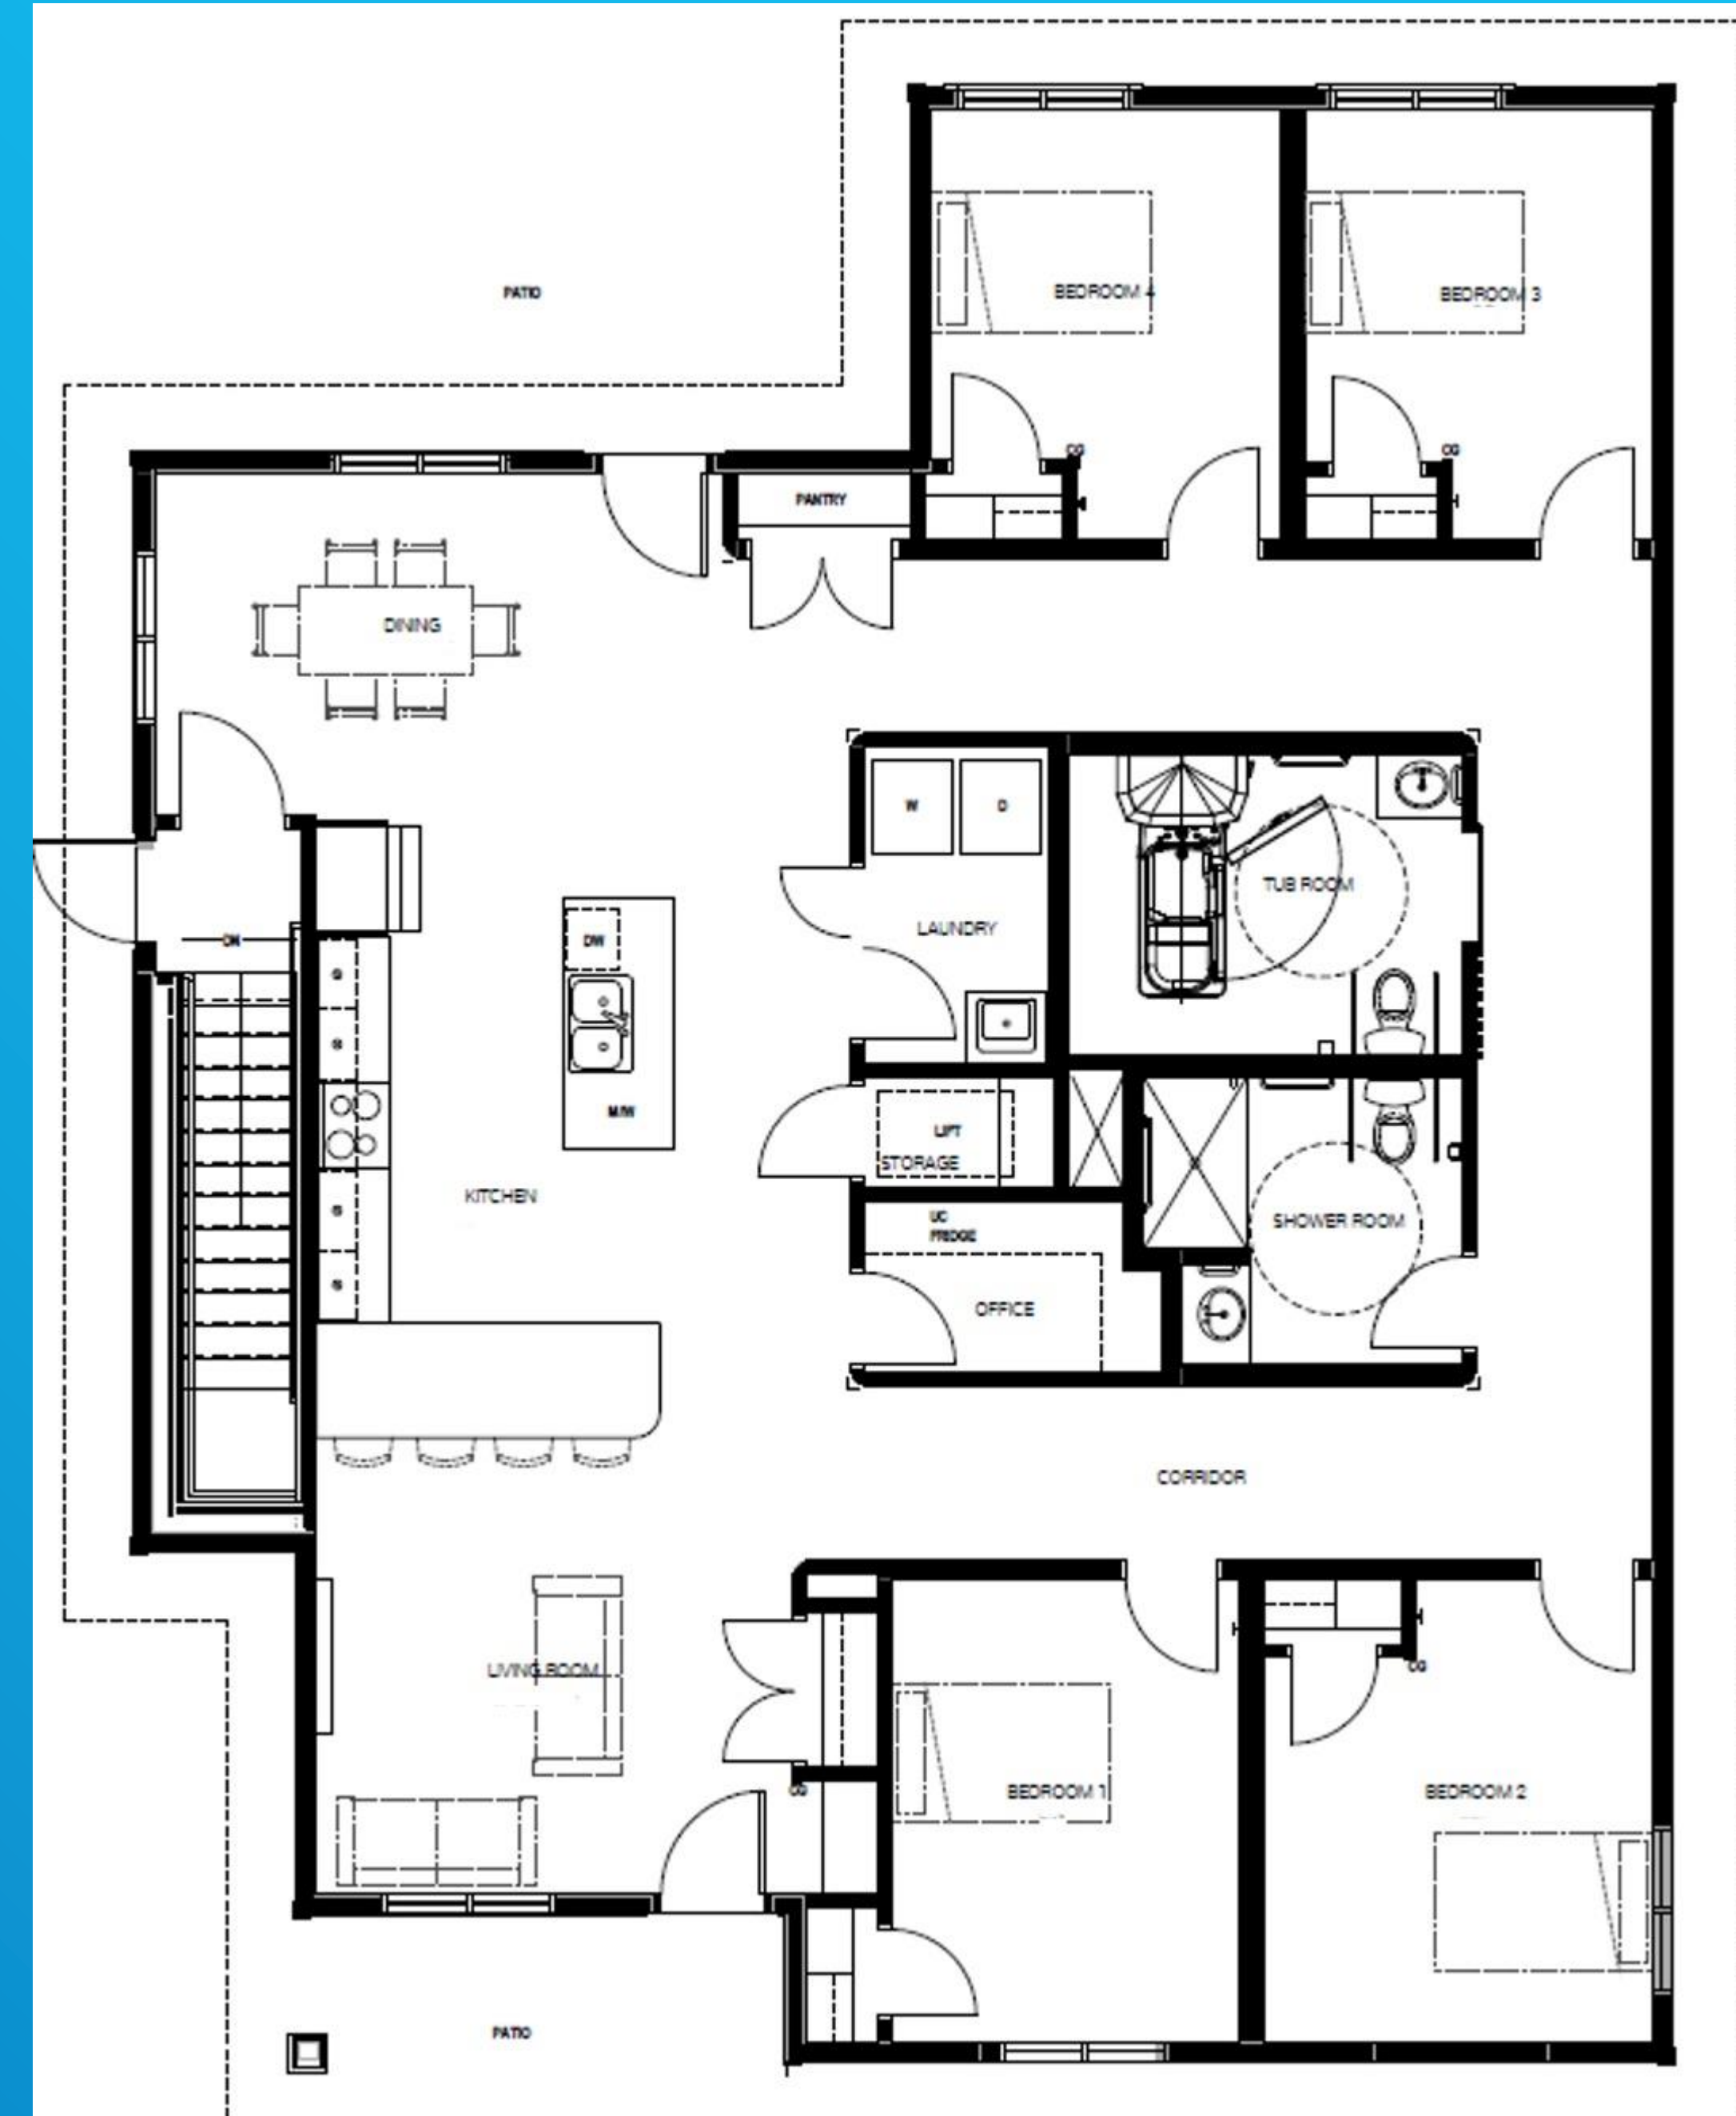 BEDROOM 4
BEDROOM 3
PATIO
CG
CG
PANTRY
DINING
W
D
TUB ROOM
LAUNDRY
DN
DW
M/W
LIFT
STORAGE
KITCHEN
UC
FRIDGE
SHOWER ROOM
OFFICE
CORRIDOR
LIVING ROOM
CG
CG
BEDROOM 1
BEDROOM 2
PATIO